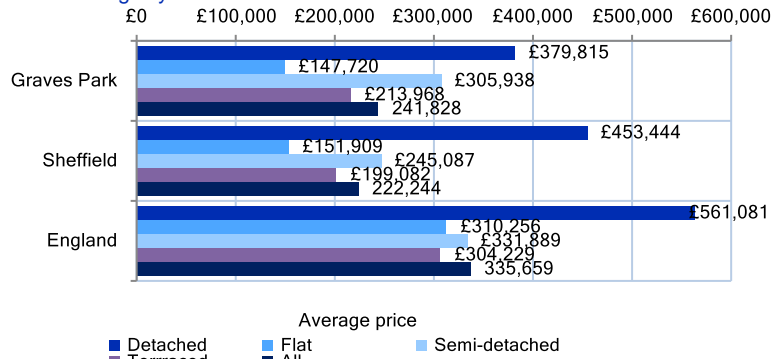 £0 £100,000 £200,000 £300,000 £400,000 £500,000 £600,000
Graves Park
£379,815
£147,720
£305,938
£213,968
241,828
Sheffield
£453,444
£151,909
£245,087
£199,082
222,244
England
£561,081
£310,256
£331,889
£304,229
335,659
Average price
Detached Flat Semi-detached
All